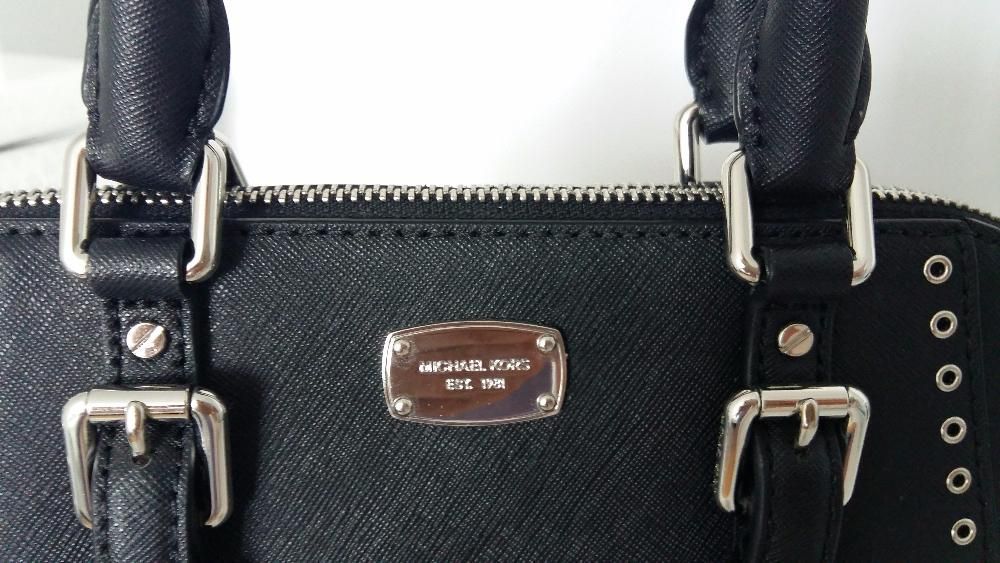 MICHAEL KORS
EST. 1981